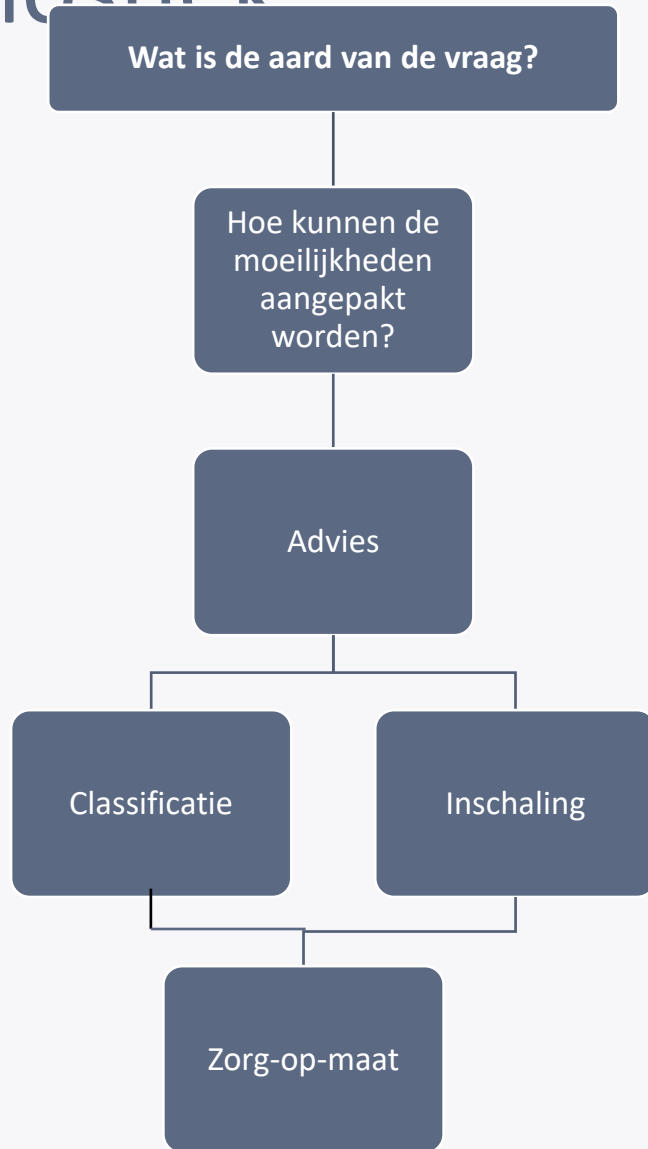 Wat is de aard van de vraag?
Hoe kunnen de
moeilijkheden
aangepakt
worden?
Advies
Classificatie
Inschaling
Zorg-op-maat